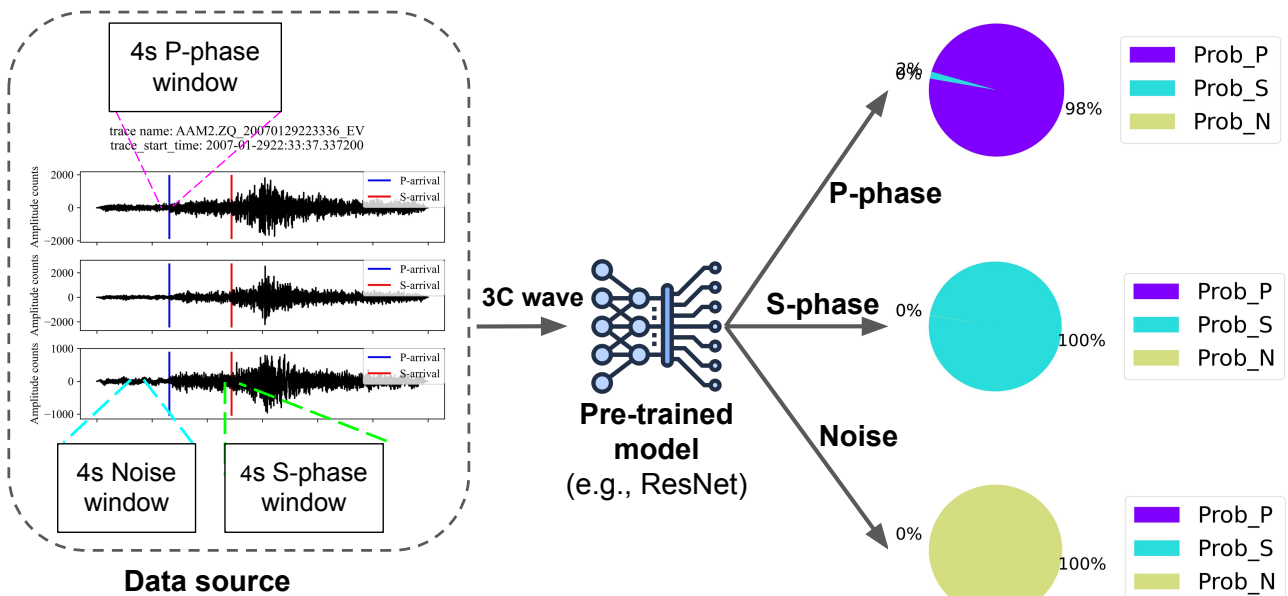 4s P-phase
window
trace name: AAM2.ZQ_20070129223336_EV
trace_start_time: 2007-01-2922:33:37.337200
Amplitude counts
2000
0
−2000
P-arrival
S-arrival
Amplitude counts
2000
0
−2000
P-arrival
S-arrival
Amplitude counts
1000
0
−1000
P-arrival
S-arrival
4s Noise
window
4s S-phase
window
Data source
3C wave
Pre-trained
model
(e.g., ResNet)
P-phase
S-phase
Noise
2%
0%
98%
Prob_P
Prob_S
Prob_N
0%
100%
Prob_P
Prob_S
Prob_N
0%
100%
Prob_P
Prob_S
Prob_N